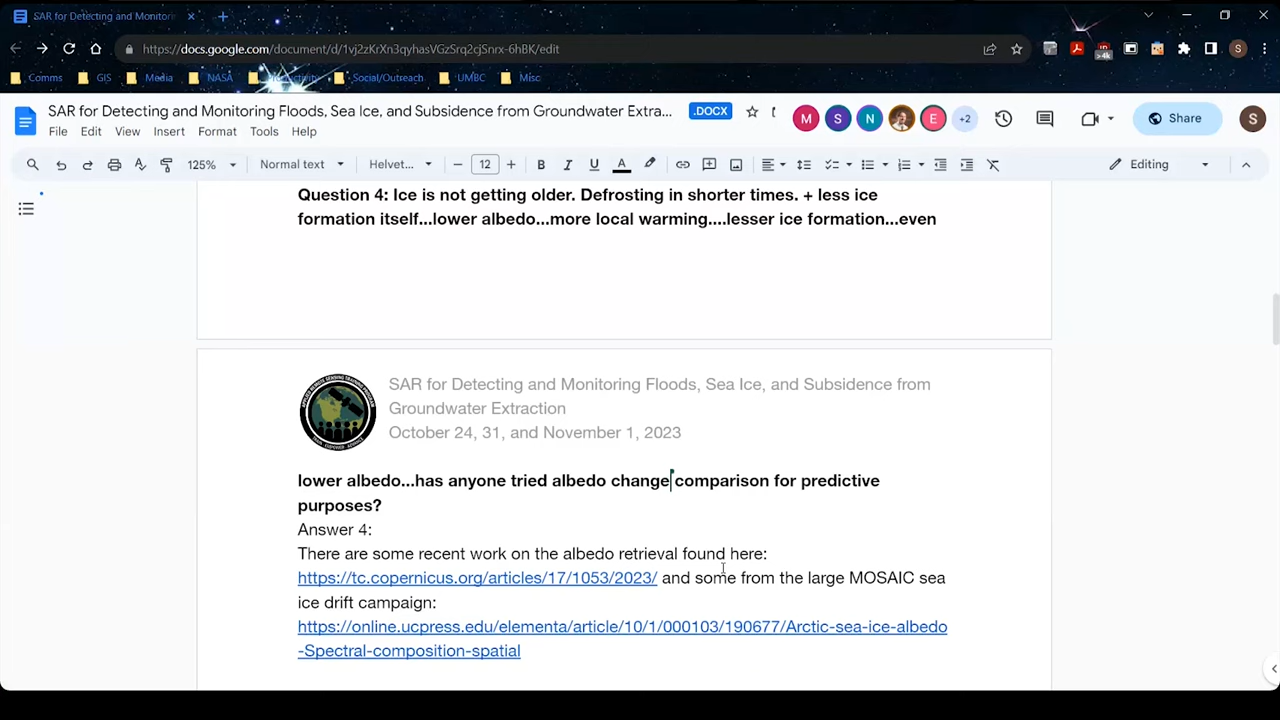 SAR for Detecting and Monitorin
https://docs.google.com/document/d/1vj2zKrXn3qyhasVGzSrq2cjSnrx-6hBK/edit
>4k
S
Comms GIS Media NASA Productivity Social/Outreach UMBC Misc
SAR for Detecting and Monitoring Floods, Sea Ice, and Subsidence from Groundwater Extra... .DOCX
M S N E +2 Share S
File Edit View Insert Format Tools Help
125% Normal text Helvet... 12 Editing
Question 4: Ice is not getting older. Defrosting in shorter times. + less ice
formation itself...lower albedo...more local warming....lesser ice formation...even
SAR for Detecting and Monitoring Floods, Sea Ice, and Subsidence from
Groundwater Extraction
October 24, 31, and November 1, 2023
lower albedo...has anyone tried albedo change comparison for predictive
purposes?
Answer 4:
There are some recent work on the albedo retrieval found here:
https://tc.copernicus.org/articles/17/1053/2023/ and some from the large MOSAIC sea
ice drift campaign:
https://online.ucpress.edu/elementa/article/10/1/000103/190677/Arctic-sea-ice-albedo
-Spectral-composition-spatial